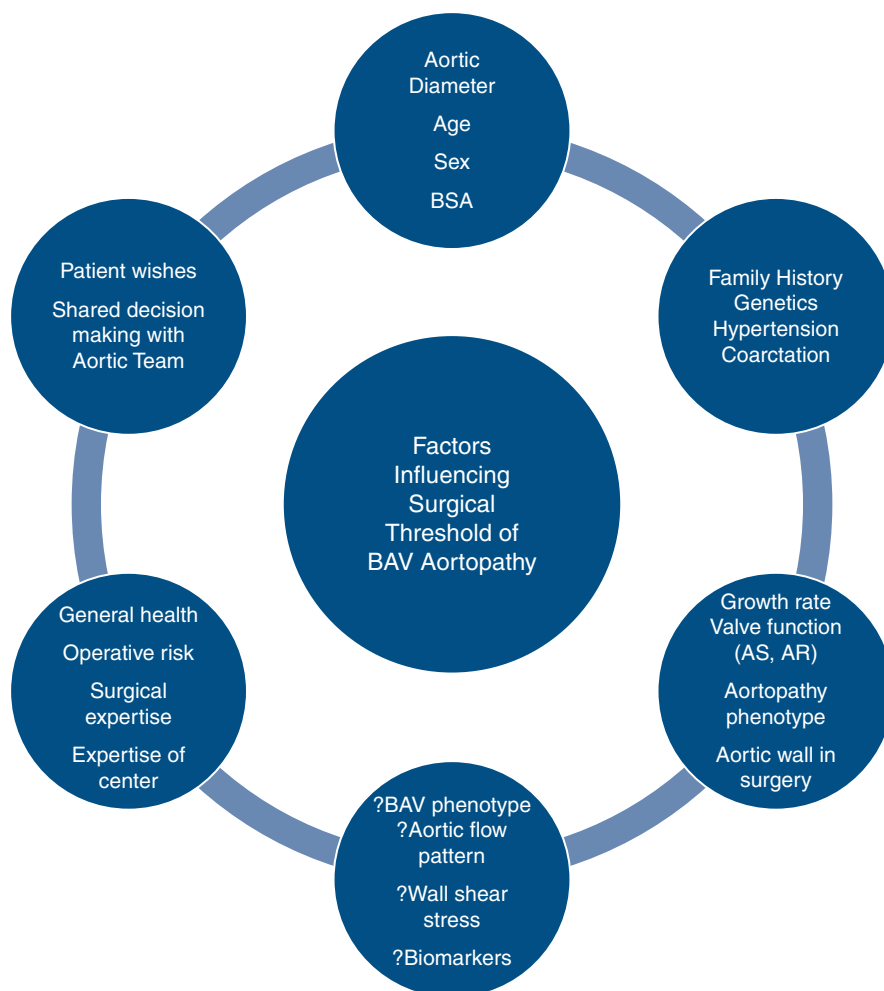 Aortic
Diameter
Age
Sex
BSA
Family History
Genetics
Hypertension
Coarctation
Growth rate
Valve function
(AS, AR)
Aortopathy
phenotype
Aortic wall in
surgery
?BAV phenotype
?Aortic flow
pattern
?Wall shear
stress
?Biomarkers
General health
Operative risk
Surgical
expertise
Expertise of
center
Patient wishes
Shared decision
making with
Aortic Team
Factors
Influencing
Surgical
Threshold of
BAV Aortopathy